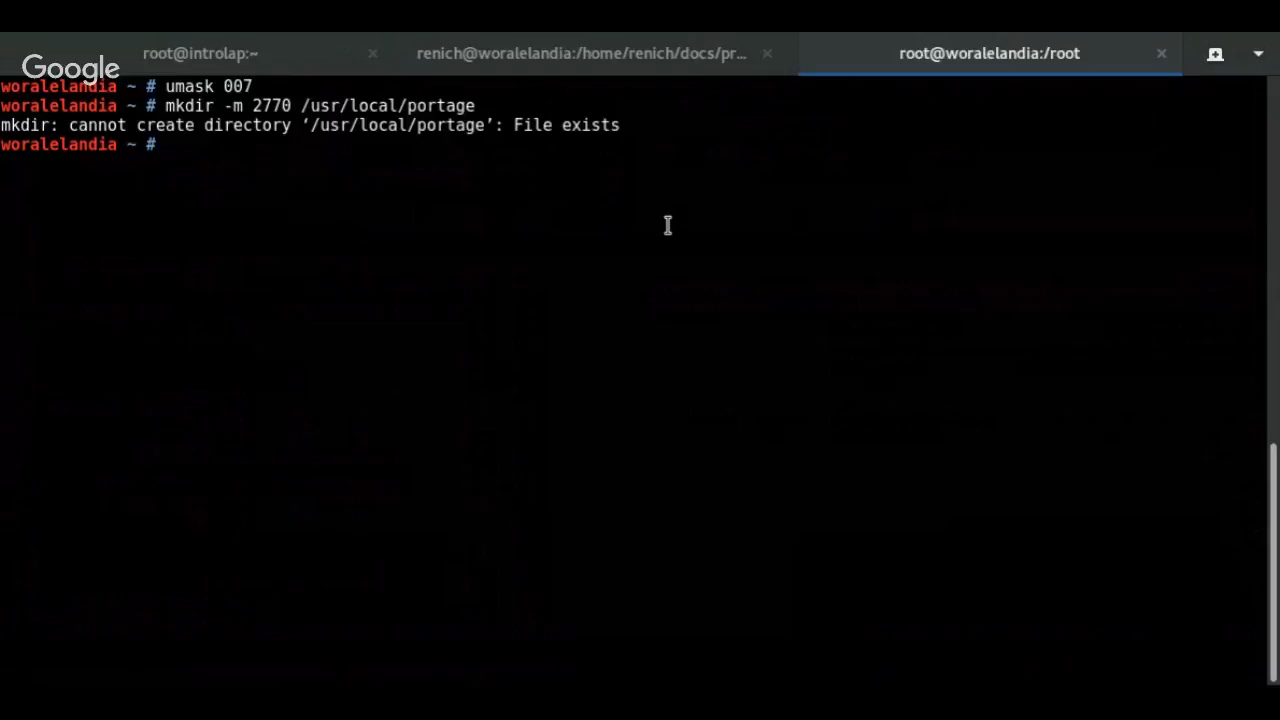 root@introlap:~
renich@woralelandia:/home/renich/docs/pr...
root@woralelandia:/root
Google
woralelandia ~ # umask 007
woralelandia ~ # mkdir -m 2770 /usr/local/portage
mkdir: cannot create directory ‘/usr/local/portage’: File exists
woralelandia ~ #